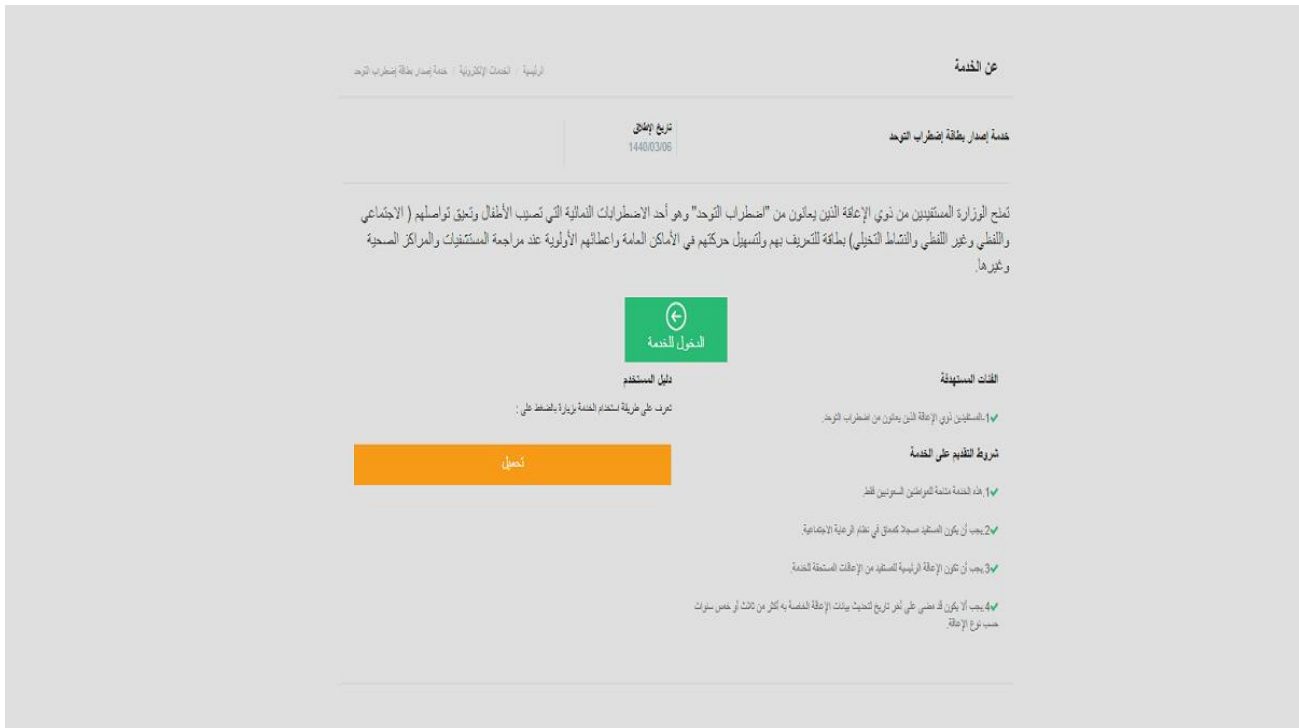 عن الخدمة
الرئيسية / الخدمات الإلكترونية / خدمة إصدار بطاقة إضطراب التوحد
خدمة إصدار بطاقة إضطراب التوحد
تاريخ الإطلاق
1440/03/06
تمنح الوزارة المستفيدين من ذوي الإعاقة الذين يعانون من "اضطراب التوحد" وهو أحد الاضطرابات النمائية التي تصيب الأطفال وتعيق تواصلهم ( الاجتماعي
واللفظي وغير اللفظي والنشاط التخيلي) بطاقة للتعريف بهم ولتسهيل حركتهم في الأماكن العامة واعطائهم الأولوية عند مراجعة المستشفيات والمراكز الصحية
وغيرها.
الدخول للخدمة
الفئات المستهدفة
1.المستفيدين ذوي الإعاقة الذين يعانون من اضطراب التوحد.
شروط التقديم على الخدمة
1.هذه الخدمة متاحة للمواطنين السعوديين فقط.
2.يجب أن يكون المستفيد مسجلا كمعاق في نظام الرعاية الاجتماعية.
3.يجب أن تكون الإعاقة الرئيسية للمستفيد من الإعاقات المستحقة للخدمة.
4.يجب ألا يكون قد مضى على آخر تاريخ لتحديث بيانات الإعاقة الخاصة به أكثر من ثلاث أو خمس سنوات
حسب نوع الإعاقة.
دليل المستخدم
تعرف على طريقة استخدام الخدمة بزيارة بالضغط على :
تحميل